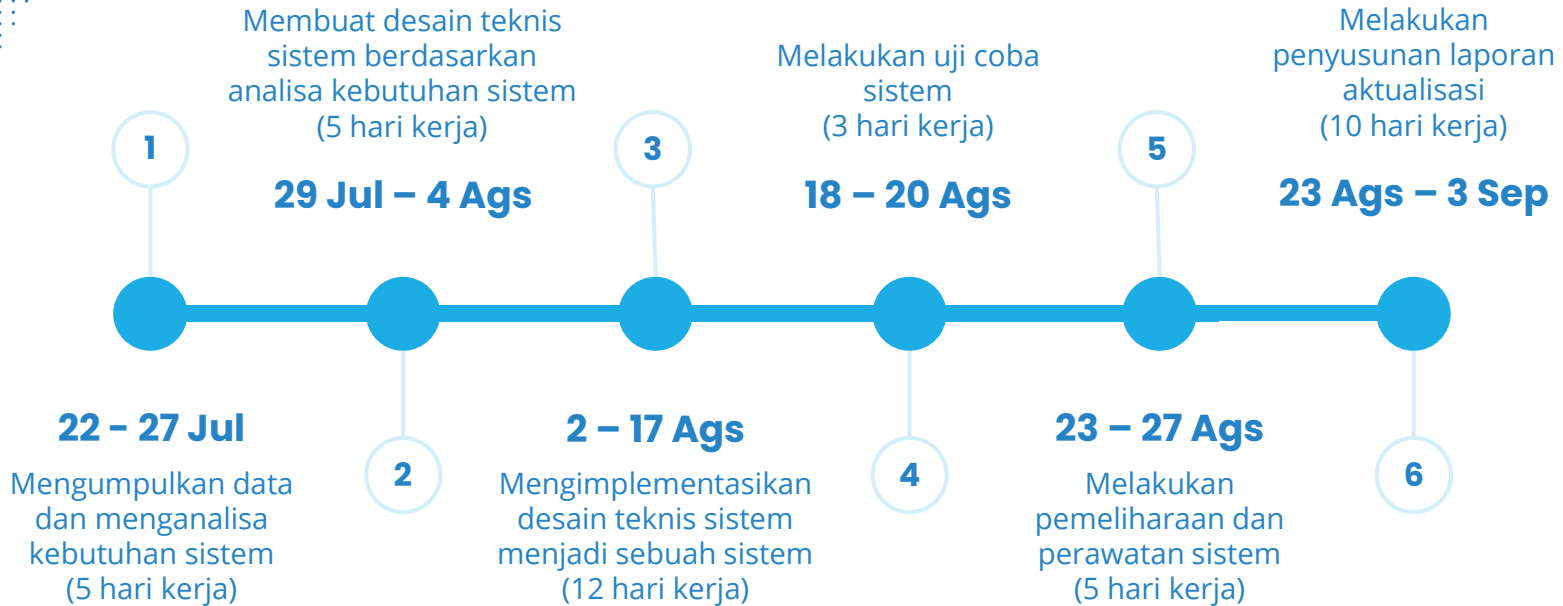 1
22 – 27 Jul
Mengumpulkan data
dan menganalisa
kebutuhan sistem
(5 hari kerja)
Membuat desain teknis
sistem berdasarkan
analisa kebutuhan sistem
(5 hari kerja)
29 Jul – 4 Ags
2
3
2 – 17 Ags
Mengimplementasikan
desain teknis sistem
menjadi sebuah sistem
(12 hari kerja)
Melakukan uji coba
sistem
(3 hari kerja)
18 – 20 Ags
4
5
23 – 27 Ags
Melakukan
pemeliharaan dan
perawatan sistem
(5 hari kerja)
Melakukan
penyusunan laporan
aktualisasi
(10 hari kerja)
23 Ags – 3 Sep
6